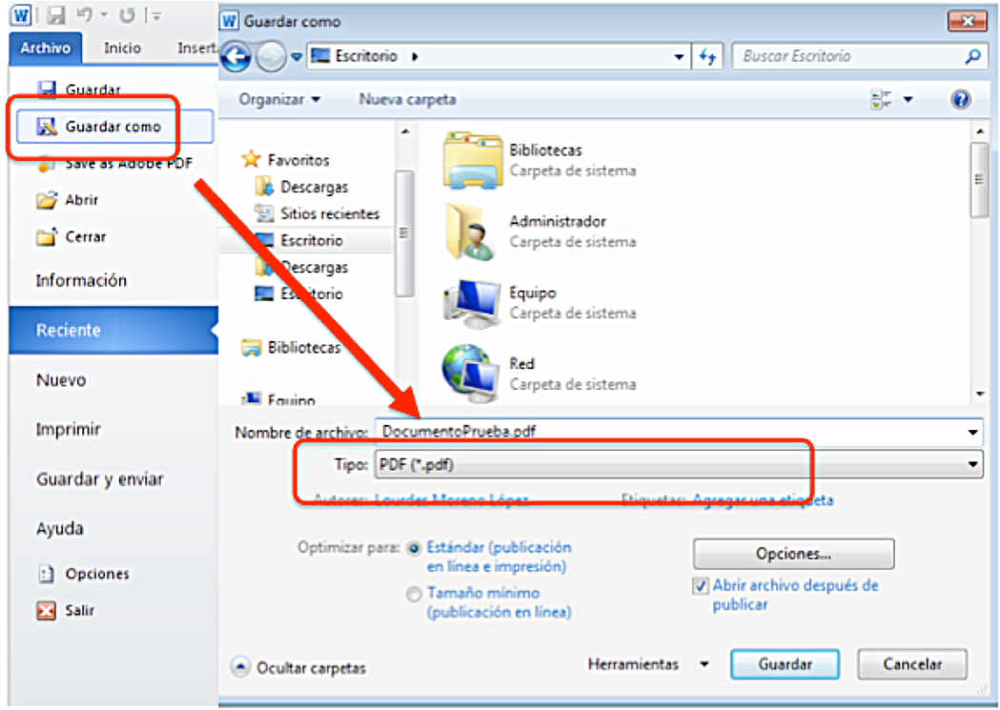 Guardar como
Archivo Inicio Insert
Escritorio
Buscar Escritorio
Organizar Nueva carpeta
Guardar
Guardar como
Save as Adobe PDF
Abrir
Cerrar
Información
Reciente
Nuevo
Imprimir
Guardar y enviar
Ayuda
Opciones
Salir
Favoritos
Descargas
Sitios recientes
Escritorio
Descargas
Escritorio
Bibliotecas
Equipo
Bibliotecas
Carpeta de sistema
Administrador
Carpeta de sistema
Equipo
Carpeta de sistema
Red
Carpeta de sistema
Nombre de archivo: DocumentoPrueba.pdf
Tipo: PDF (*.pdf)
Autores: Lourdes Moreno López Etiquetas: Agregar una etiqueta
Optimizar para: Estándar (publicación
en línea e impresión)
Tamaño mínimo
(publicación en línea)
Opciones...
Abrir archivo después de
publicar
Ocultar carpetas
Herramientas Guardar Cancelar